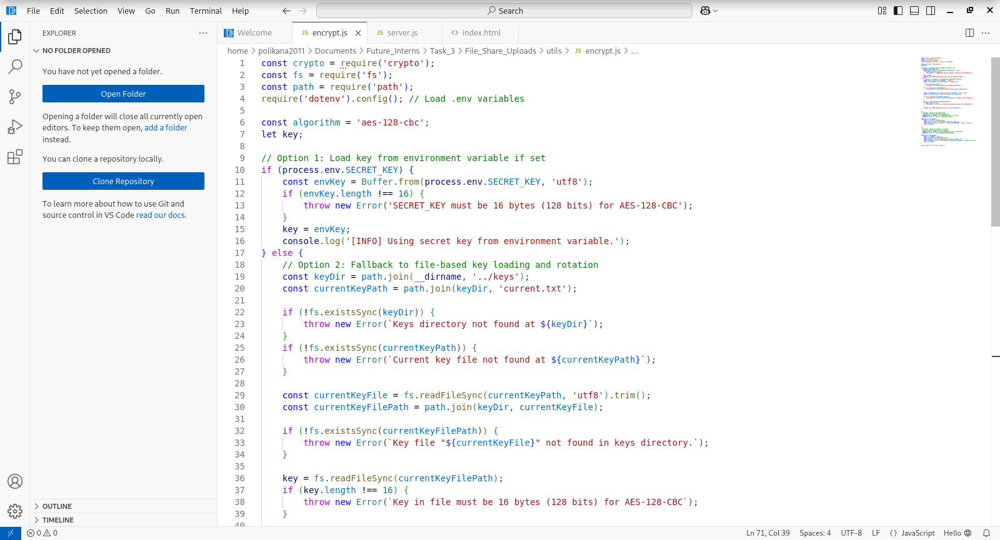 File Edit Selection View Go Run Terminal Help
Search
EXPLORER
NO FOLDER OPENED
You have not yet opened a folder.
Open Folder
Opening a folder will close all currently open
editors. To keep them open, add a folder
instead.
You can clone a repository locally.
Clone Repository
To learn more about how to use Git and
source control in VS Code read our docs.
OUTLINE
TIMELINE
Welcome
JS encrypt.js
JS server.js
<> index.html
home > polikana2011 > Documents > Future_Interns > Task_3 > File_Share_Uploads > utils > JS encrypt.js > ...
1 const crypto = require('crypto');
2 const fs = require('fs');
3 const path = require('path');
4 require('dotenv').config(); // Load .env variables
5
6 const algorithm = 'aes-128-cbc';
7 let key;
8
9 // Option 1: Load key from environment variable if set
10 if (process.env.SECRET_KEY) {
11 const envKey = Buffer.from(process.env.SECRET_KEY, 'utf8');
12 if (envKey.length !== 16) {
13 throw new Error('SECRET_KEY must be 16 bytes (128 bits) for AES-128-CBC');
14 }
15 key = envKey;
16 console.log('[INFO] Using secret key from environment variable.');
17 } else {
18 // Option 2: Fallback to file-based key loading and rotation
19 const keyDir = path.join(__dirname, '../keys');
20 const currentKeyPath = path.join(keyDir, 'current.txt');
21
22 if (!fs.existsSync(keyDir)) {
23 throw new Error(`Keys directory not found at ${keyDir}`);
24 }
25 if (!fs.existsSync(currentKeyPath)) {
26 throw new Error(`Current key file not found at ${currentKeyPath}`);
27 }
28
29 const currentKeyFile = fs.readFileSync(currentKeyPath, 'utf8').trim();
30 const currentKeyFilePath = path.join(keyDir, currentKeyFile);
31
32 if (!fs.existsSync(currentKeyFilePath)) {
33 throw new Error(`Key file "${currentKeyFile}" not found in keys directory.`);
34 }
35
36 key = fs.readFileSync(currentKeyFilePath);
37 if (key.length !== 16) {
38 throw new Error(`Key in file must be 16 bytes (128 bits) for AES-128-CBC`);
39 }
40
0 0
Ln 71, Col 39 Spaces: 4 UTF-8 LF {} JavaScript Hello